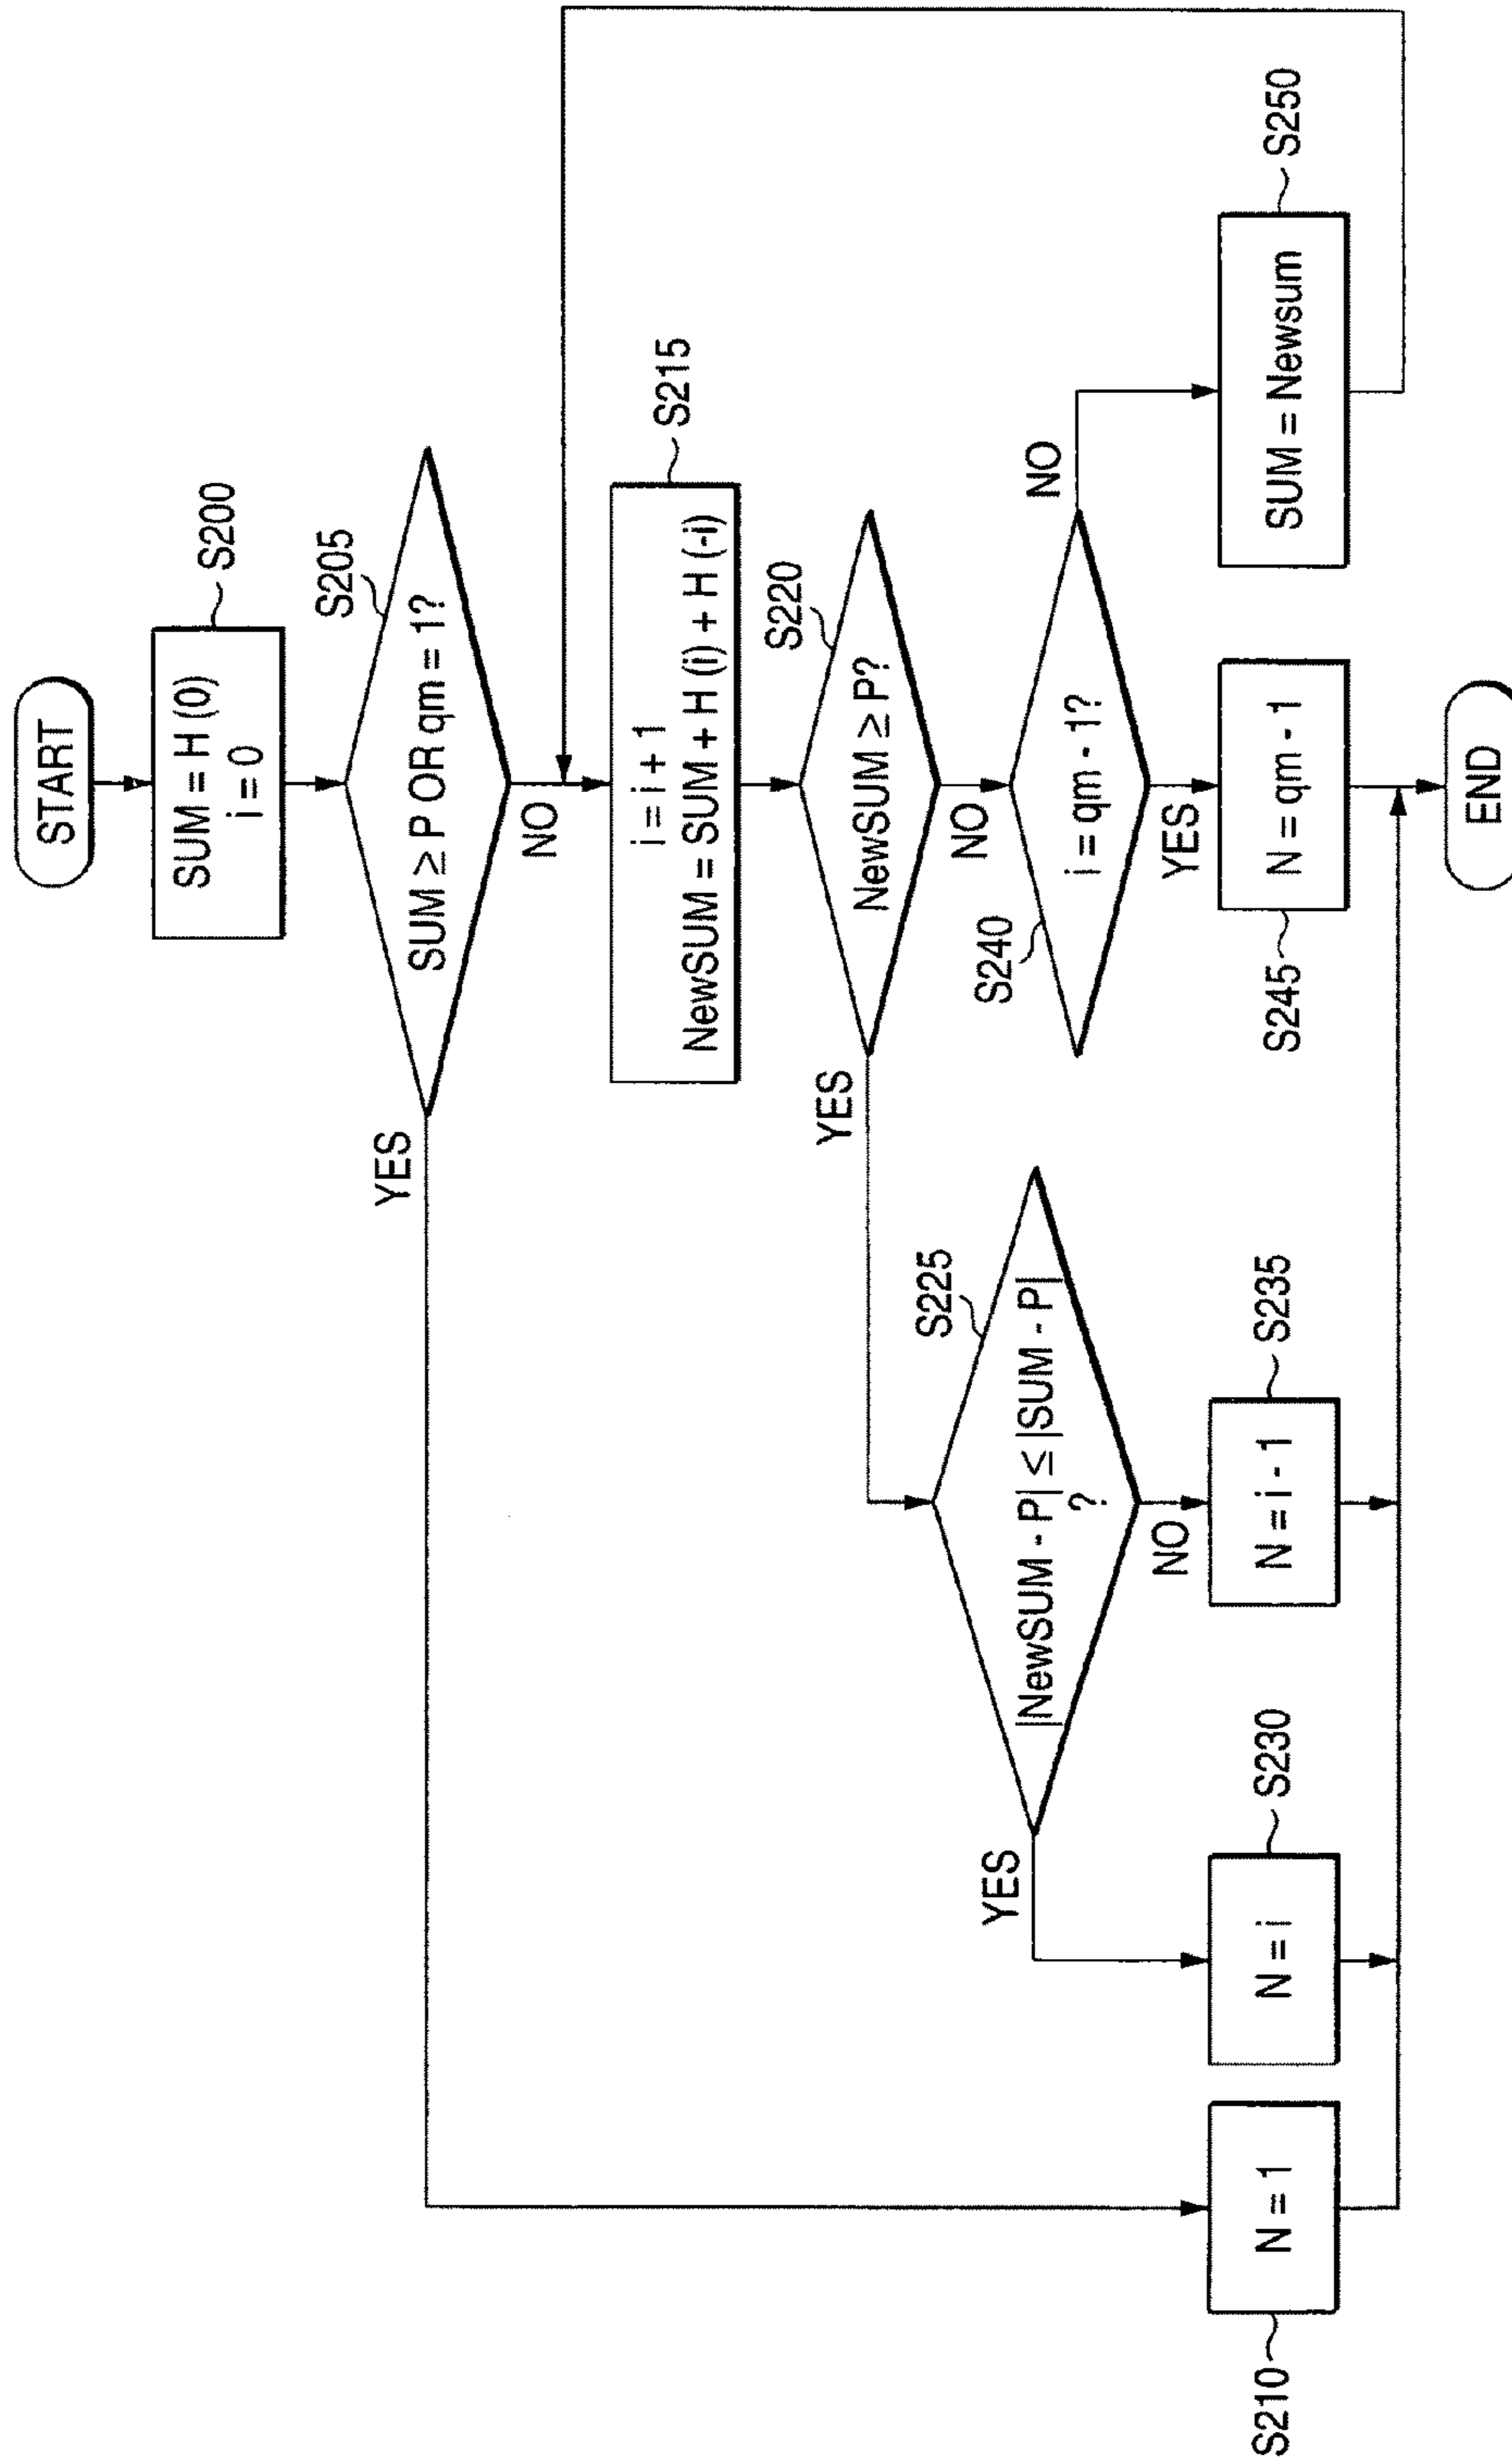 START
SUM = H (0)
i = 0
S200
SUM ≥ P OR qm = 1?
S205
YES
NO
i = i + 1
NewSUM = SUM + H (i) + H (-i)
S215
NewSUM ≥ P?
S220
YES
NO
|NewSUM - P| ≤ |SUM - P|
?
S225
YES
NO
i = qm - 1?
S240
NO
YES
S210
N = 1
N = i
S230
N = i - 1
S235
S245
N = qm - 1
SUM = Newsum
S250
END